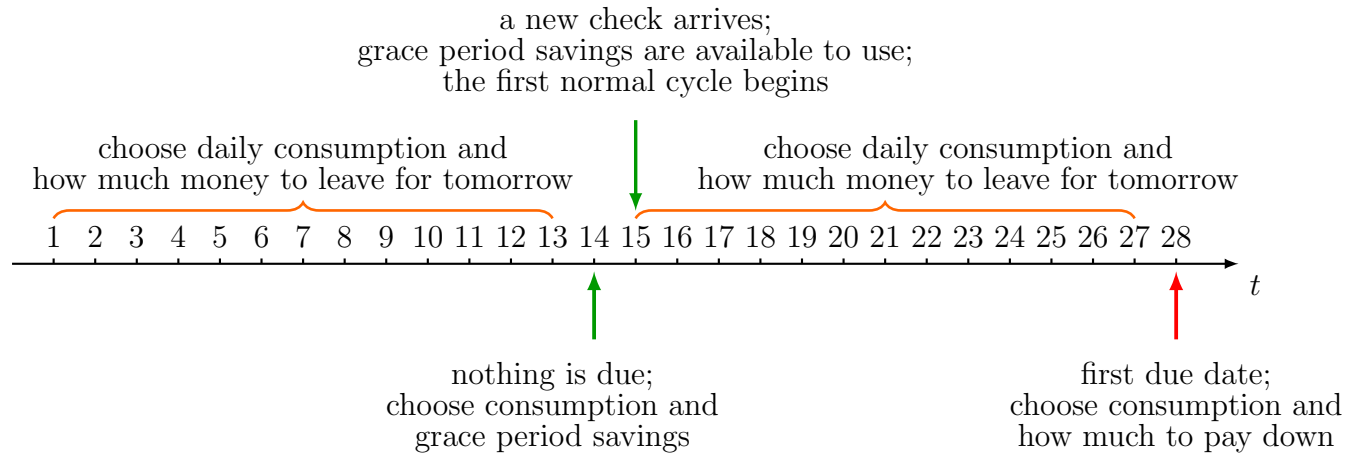 a new check arrives;
grace period savings are available to use;
the first normal cycle begins
choose daily consumption and
how much money to leave for tomorrow
choose daily consumption and
how much money to leave for tomorrow
1 2 3 4 5 6 7 8 9 10 11 12 13 14 15 16 17 18 19 20 21 22 23 24 25 26 27 28
t
nothing is due;
choose consumption and
grace period savings
first due date;
choose consumption and
how much to pay down